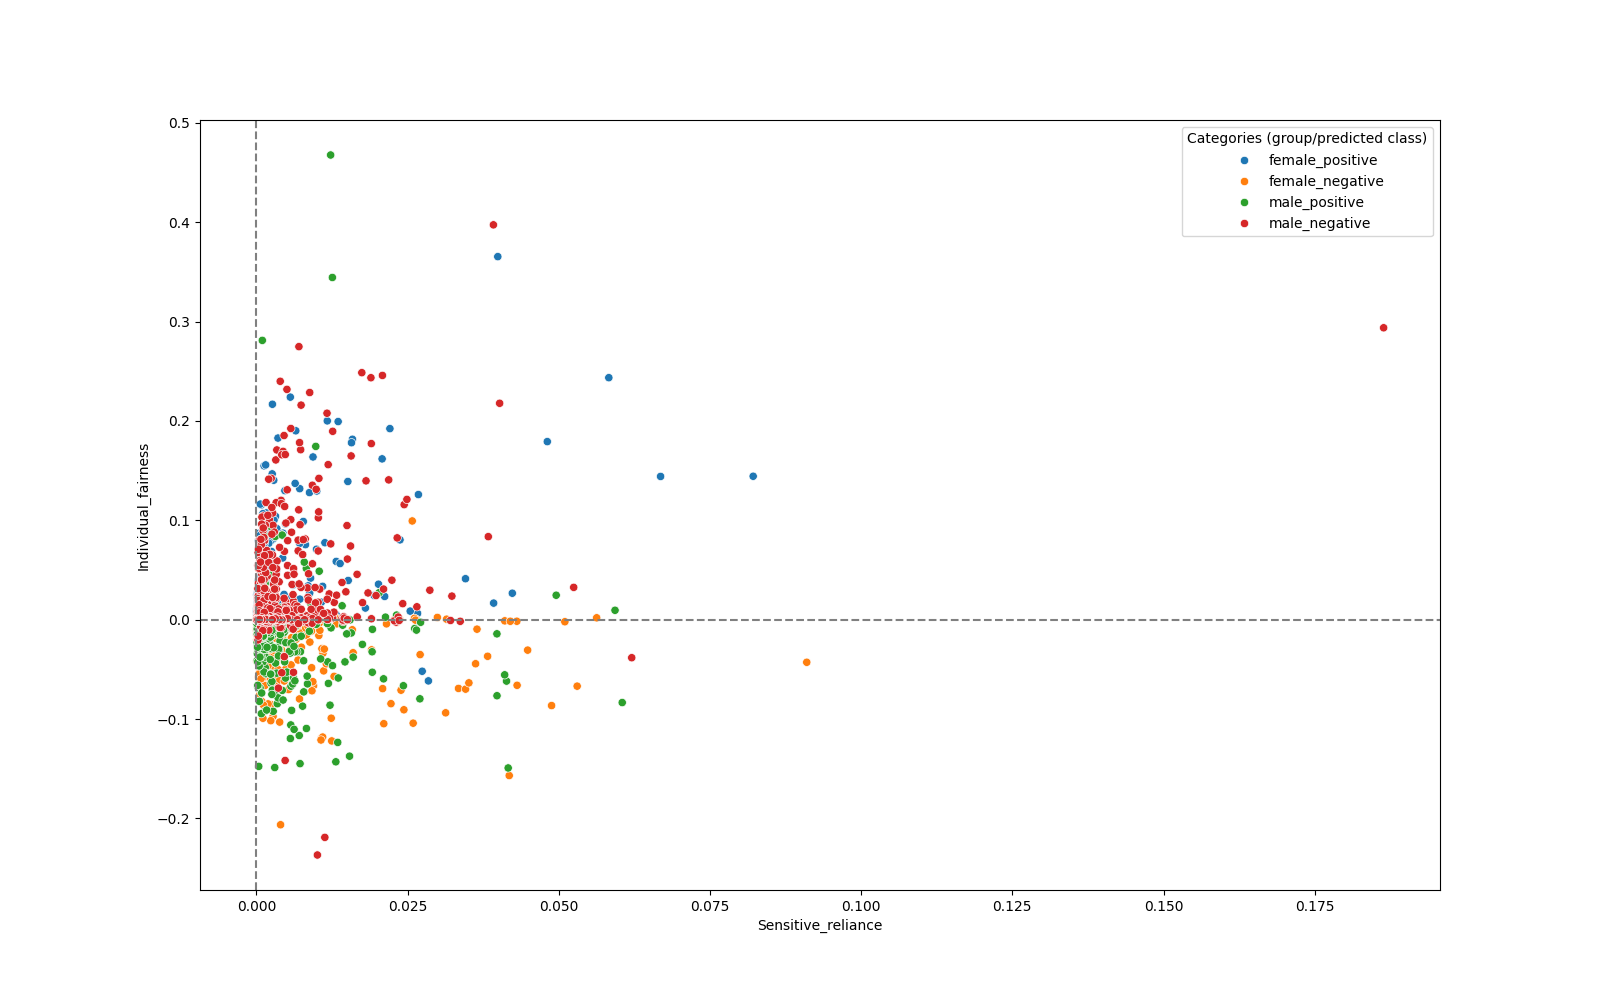 Categories (group/predicted class)
female_positive
female_negative
male_positive
male_negative
0.5
0.4
0.3
0.2
0.1
0.0
−0.1
−0.2
Individual_fairness
0.000
0.025
0.050
0.075
0.100
0.125
0.150
0.175
Sensitive_reliance